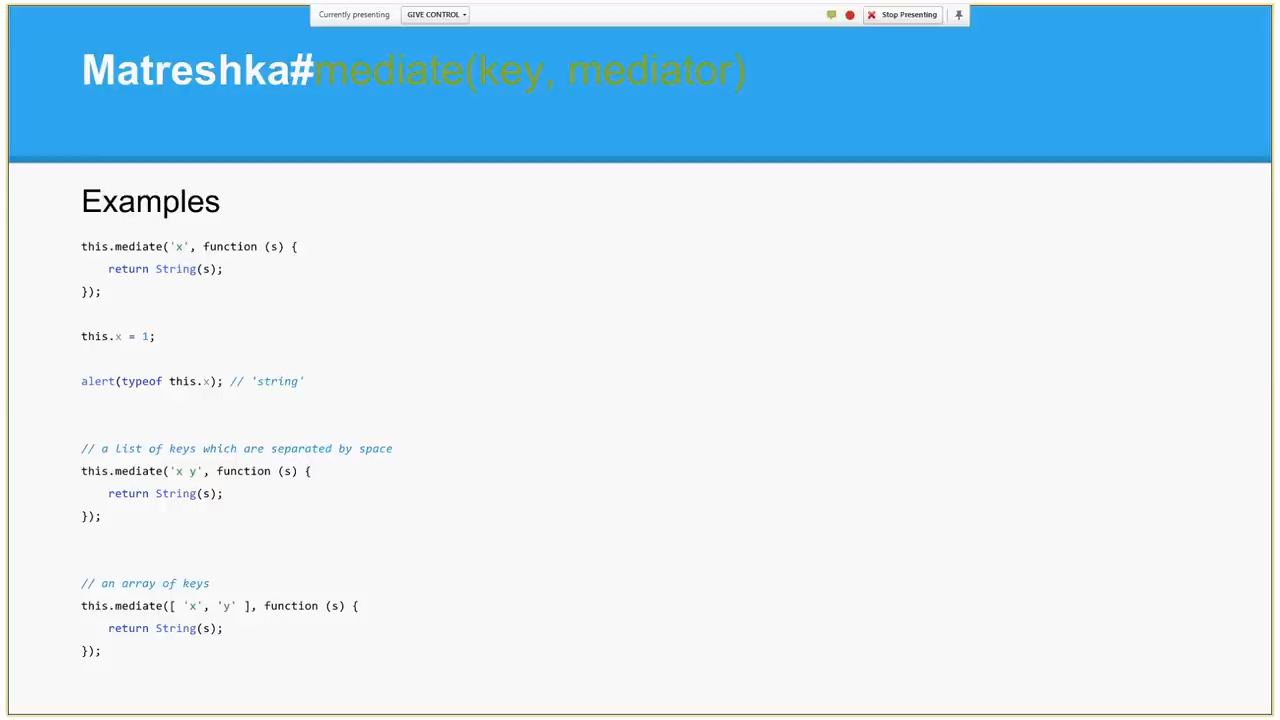 Currently presenting GIVE CONTROL Stop Presenting
Matreshka#mediate(key, mediator)
Examples
this.mediate('x', function (s) {
return String(s);
});
this.x = 1;
alert(typeof this.x); // 'string'
// a list of keys which are separated by space
this.mediate('x y', function (s) {
return String(s);
});
// an array of keys
this.mediate([ 'x', 'y' ], function (s) {
return String(s);
});